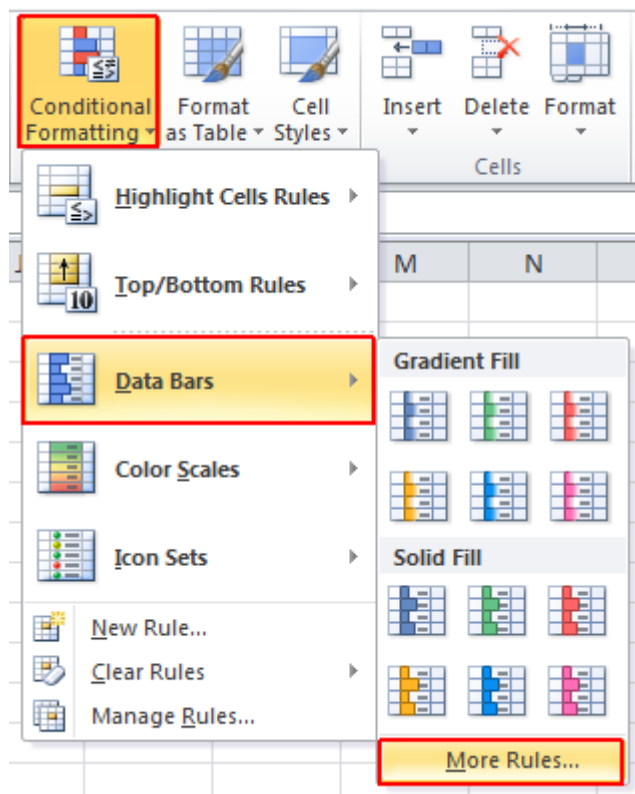 Conditional Formatting
Format as Table
Cell Styles
Insert
Delete
Format
Cells
Highlight Cells Rules
Top/Bottom Rules
10
Data Bars
Color Scales
Icon Sets
New Rule...
Clear Rules
Manage Rules...
M
N
Gradient Fill
Solid Fill
More Rules...